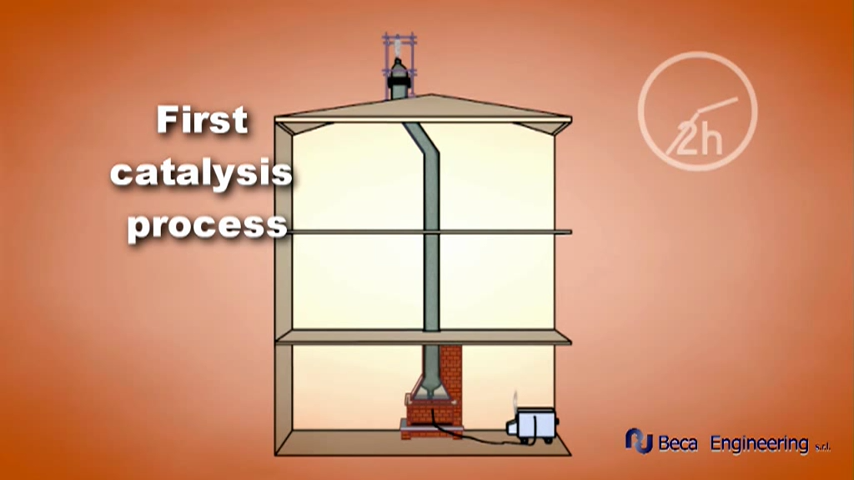 First
catalysis
process
2h
Beca Engineering s.r.l.